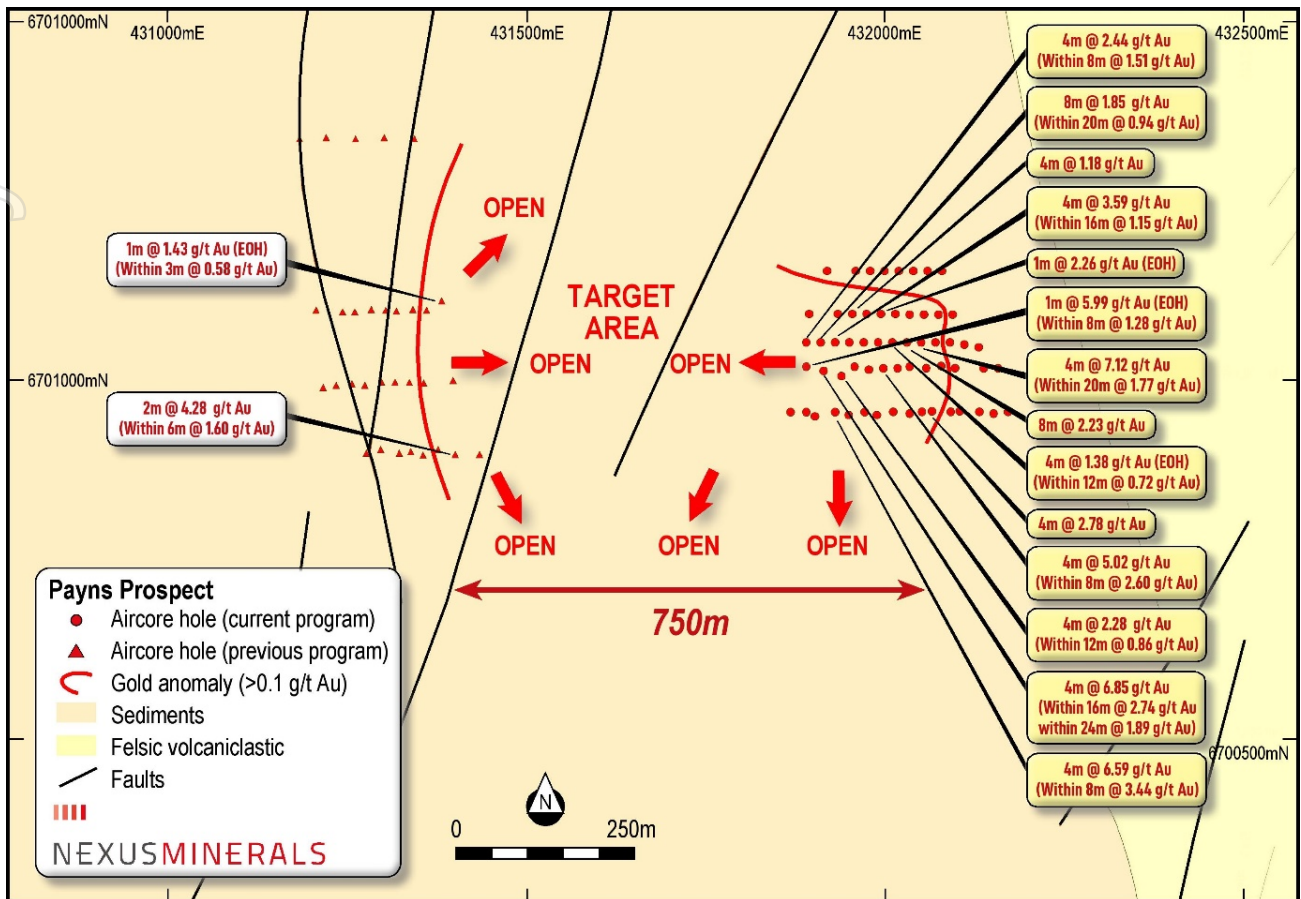 6701000mN
431000mE
431500mE
432000mE
432500mE
4m @ 2.44 g/t Au
(Within 8m @ 1.51 g/t Au)
8m @ 1.85 g/t Au
(Within 20m @ 0.94 g/t Au)
4m @ 1.18 g/t Au
4m @ 3.59 g/t Au
(Within 16m @ 1.15 g/t Au)
1m @ 2.26 g/t Au (EOH)
1m @ 5.99 g/t Au (EOH)
(Within 8m @ 1.28 g/t Au)
4m @ 7.12 g/t Au
(Within 20m @ 1.77 g/t Au)
8m @ 2.23 g/t Au
4m @ 1.38 g/t Au (EOH)
(Within 12m @ 0.72 g/t Au)
4m @ 2.78 g/t Au
4m @ 5.02 g/t Au
(Within 8m @ 2.60 g/t Au)
4m @ 2.28 g/t Au
(Within 12m @ 0.86 g/t Au)
4m @ 6.85 g/t Au
(Within 16m @ 2.74 g/t Au
within 24m @ 1.89 g/t Au)
4m @ 6.59 g/t Au
(Within 8m @ 3.44 g/t Au)
1m @ 1.43 g/t Au (EOH)
(Within 3m @ 0.58 g/t Au)
OPEN
TARGET
AREA
OPEN
OPEN
6701000mN
2m @ 4.28 g/t Au
(Within 6m @ 1.60 g/t Au)
OPEN
OPEN
OPEN
750m
6700500mN
Payns Prospect
Aircore hole (current program)
Aircore hole (previous program)
Gold anomaly (>0.1 g/t Au)
Sediments
Felsic volcaniclastic
Faults
NEXUSMINERALS
N
0 250m